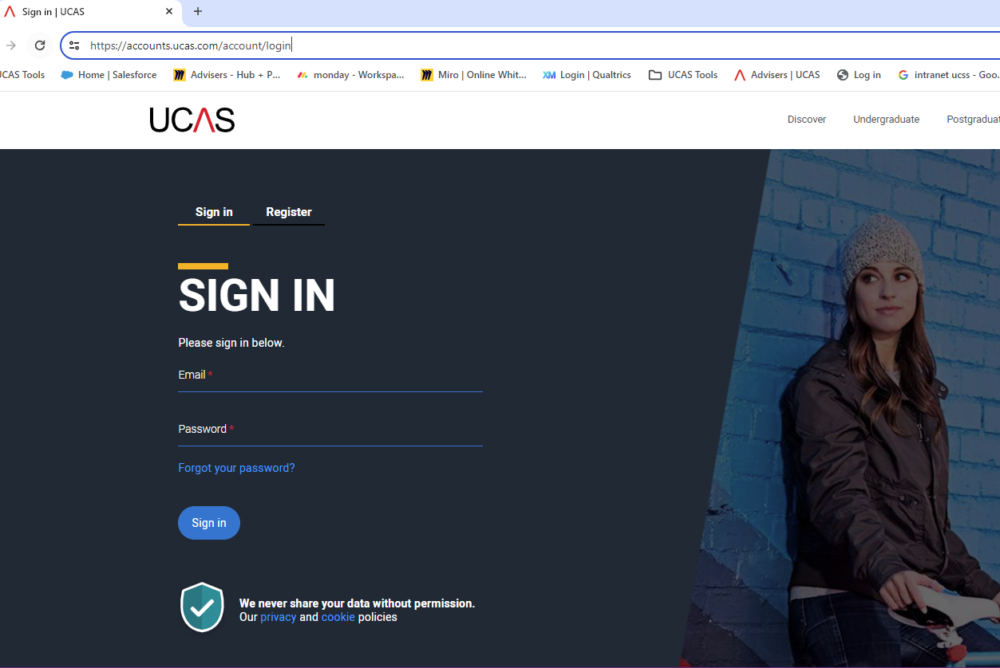 Sign in | UCAS
https://accounts.ucas.com/account/login
UCAS Tools Home | Salesforce Advisers - Hub + P... monday - Workspa... Miro | Online Whit... XM Login | Qualtrics UCAS Tools Advisers | UCAS Log in intranet ucss - Goo...
UCAS
Discover Undergraduate Postgraduat
Sign in Register
SIGN IN
Please sign in below.
Email *
Password *
Forgot your password?
Sign in
We never share your data without permission.
Our privacy and cookie policies